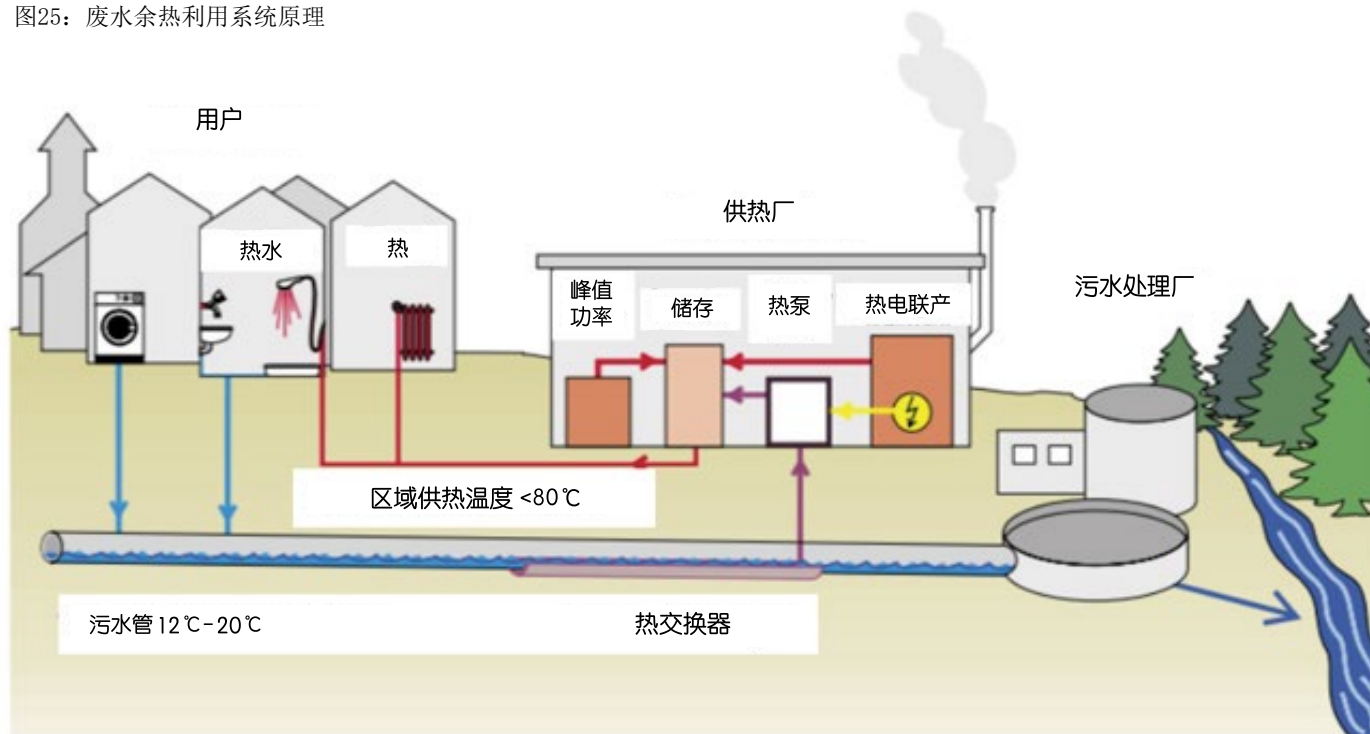 图25：废水余热利用系统原理
用户
热水
热
供热厂
峰值
功率
储存
热泵
热电联产
污水处理厂
区域供热温度 <80℃
污水管12℃-20℃
热交换器